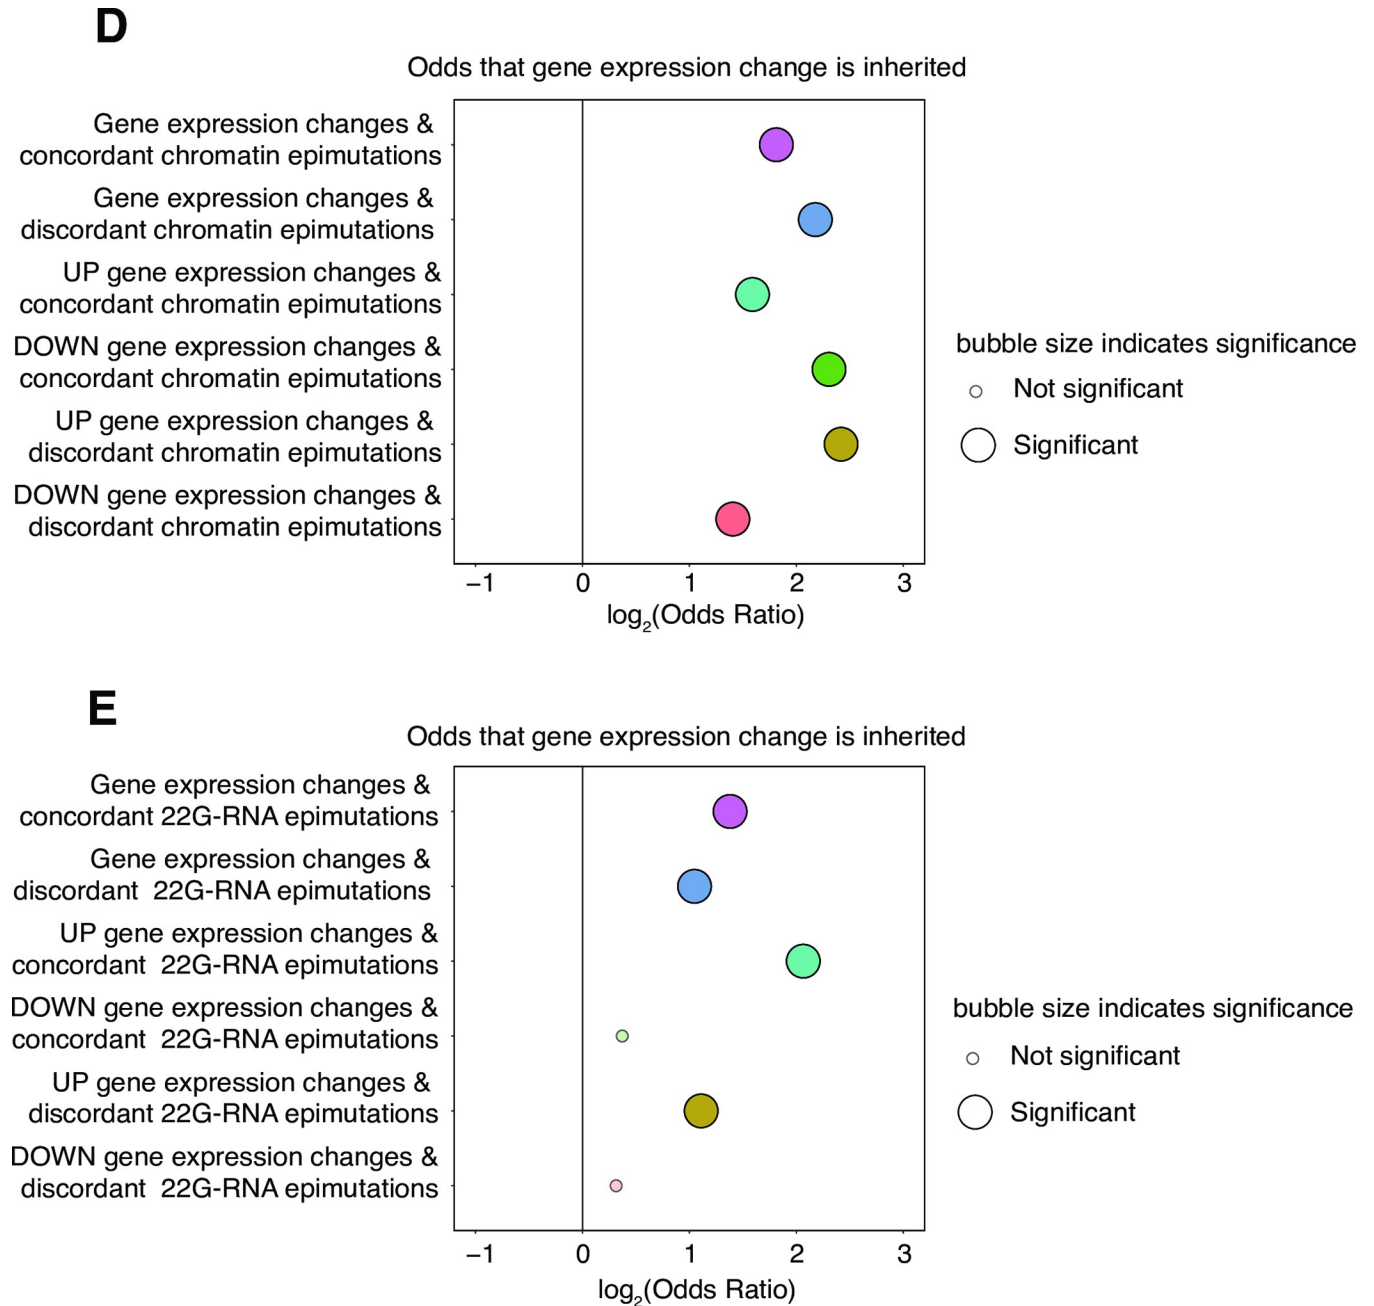 D
Odds that gene expression change is inherited
Gene expression changes &
concordant chromatin epimutations
Gene expression changes &
discordant chromatin epimutations
UP gene expression changes &
concordant chromatin epimutations
DOWN gene expression changes &
concordant chromatin epimutations
UP gene expression changes &
discordant chromatin epimutations
DOWN gene expression changes &
discordant chromatin epimutations
bubble size indicates significance
Not significant
Significant
−1 0 1 2 3
log2(Odds Ratio)
E
Odds that gene expression change is inherited
Gene expression changes &
concordant 22G-RNA epimutations
Gene expression changes &
discordant 22G-RNA epimutations
UP gene expression changes &
concordant 22G-RNA epimutations
DOWN gene expression changes &
concordant 22G-RNA epimutations
UP gene expression changes &
discordant 22G-RNA epimutations
DOWN gene expression changes &
discordant 22G-RNA epimutations
bubble size indicates significance
Not significant
Significant
−1 0 1 2 3
log2(Odds Ratio)